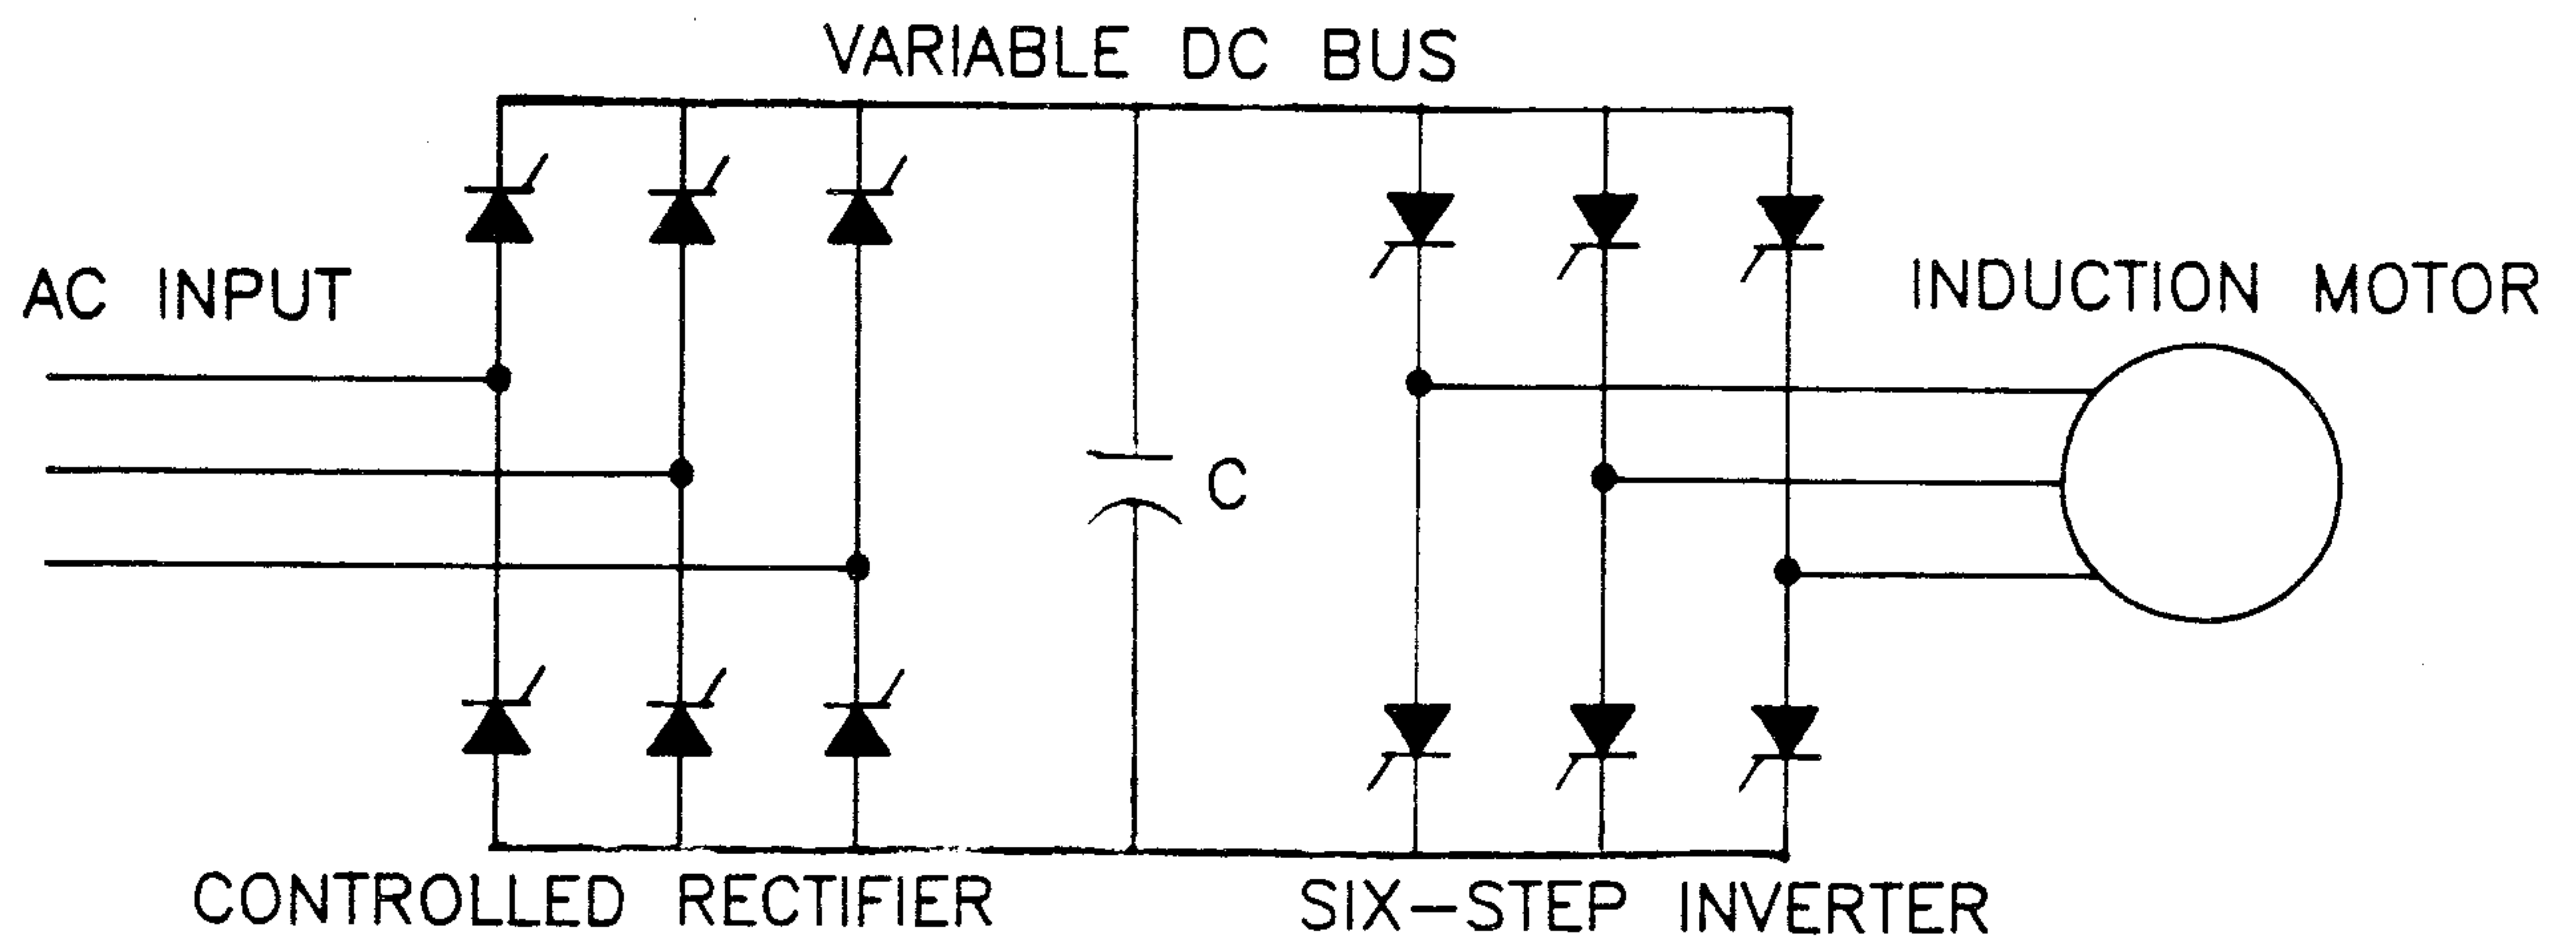 VARIABLE DC BUS
AC INPUT
INDUCTION MOTOR
C
CONTROLLED RECTIFIER
SIX-STEP INVERTER